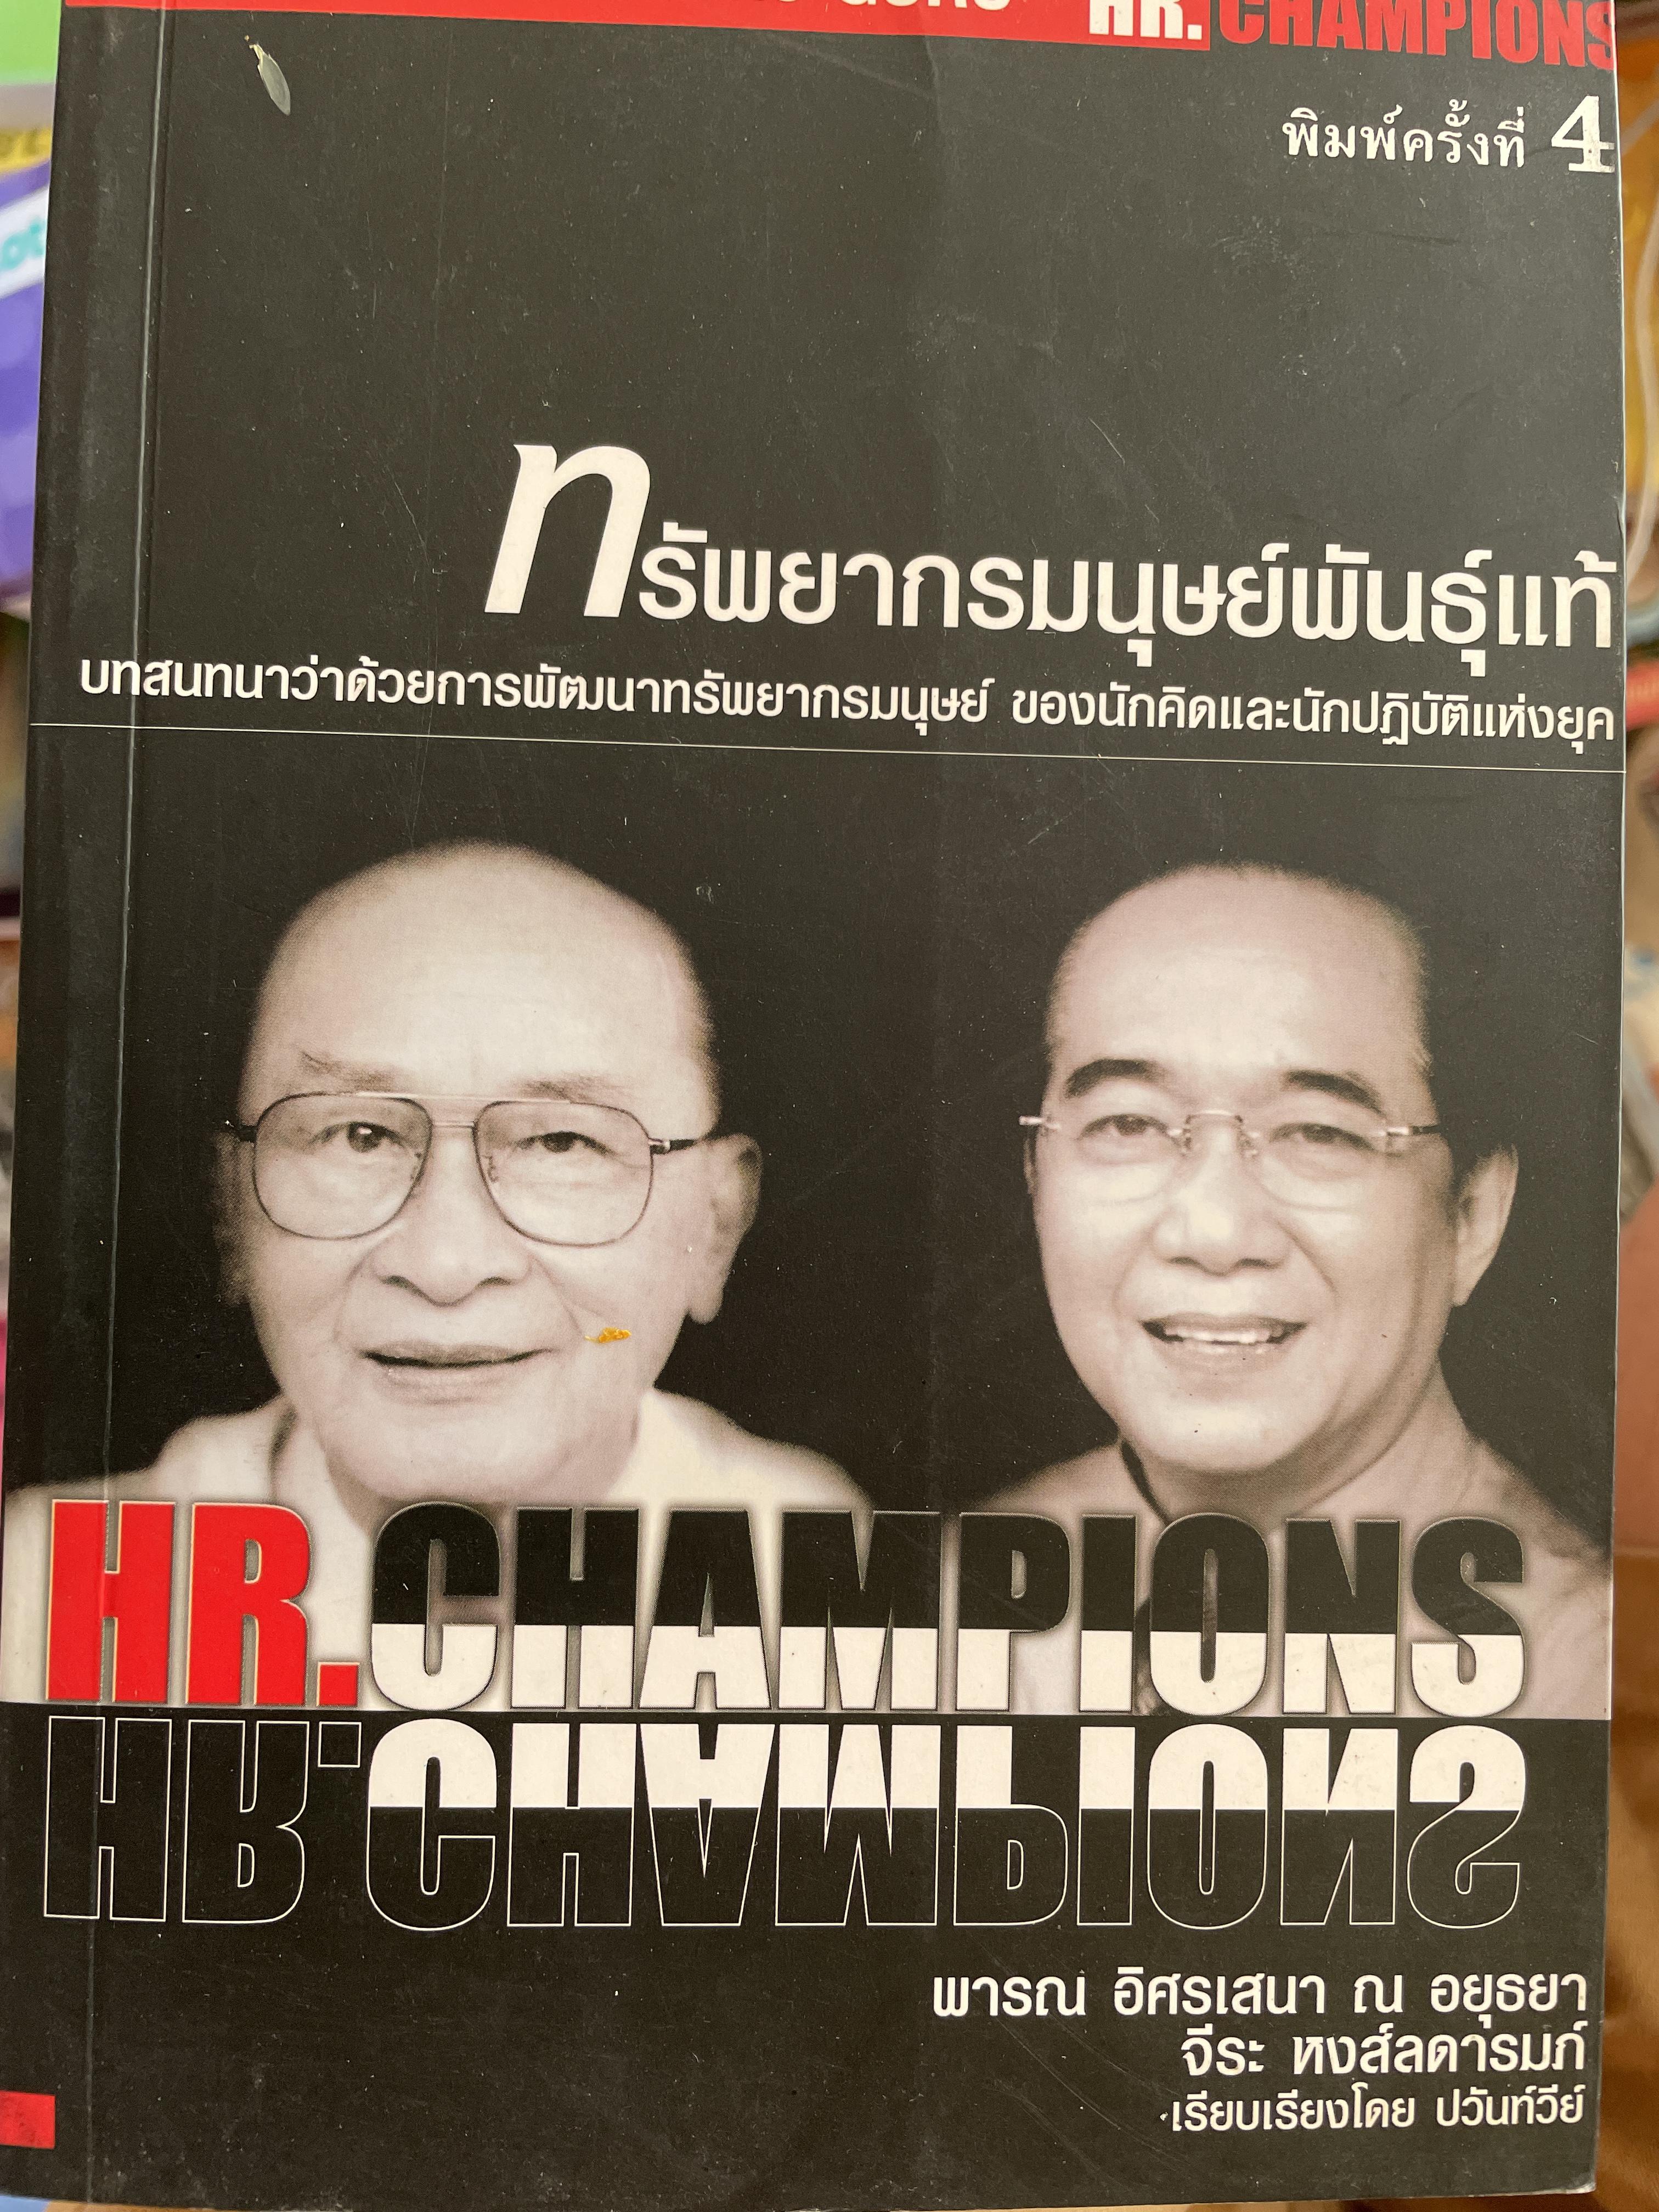 HR. CHAMPIONS
พิมพ์ครั้งที่ 4
ทรัพยากรมนุษย์พันธุ์แท้
บทสนทนาว่าด้วยการพัฒนาทรัพยากรมนุษย์ ของนักคิดและนักปฏิบัติแห่งยุค
HR.CHAMPIONS
HR.CHAMPIONS
พารณ อิศรเสนา ณ อยุธยา
จีระ หงส์ลดารมภ์
เรียบเรียงโดย ปวันท์วีย์